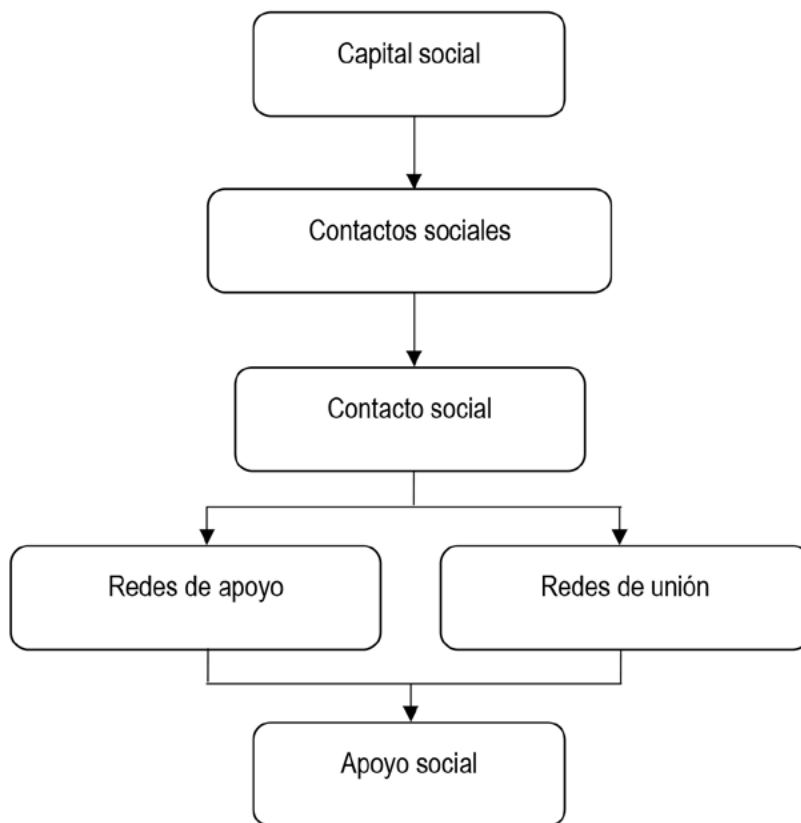 Capital social
Contactos sociales
Contacto social
Redes de apoyo
Redes de unión
Apoyo social